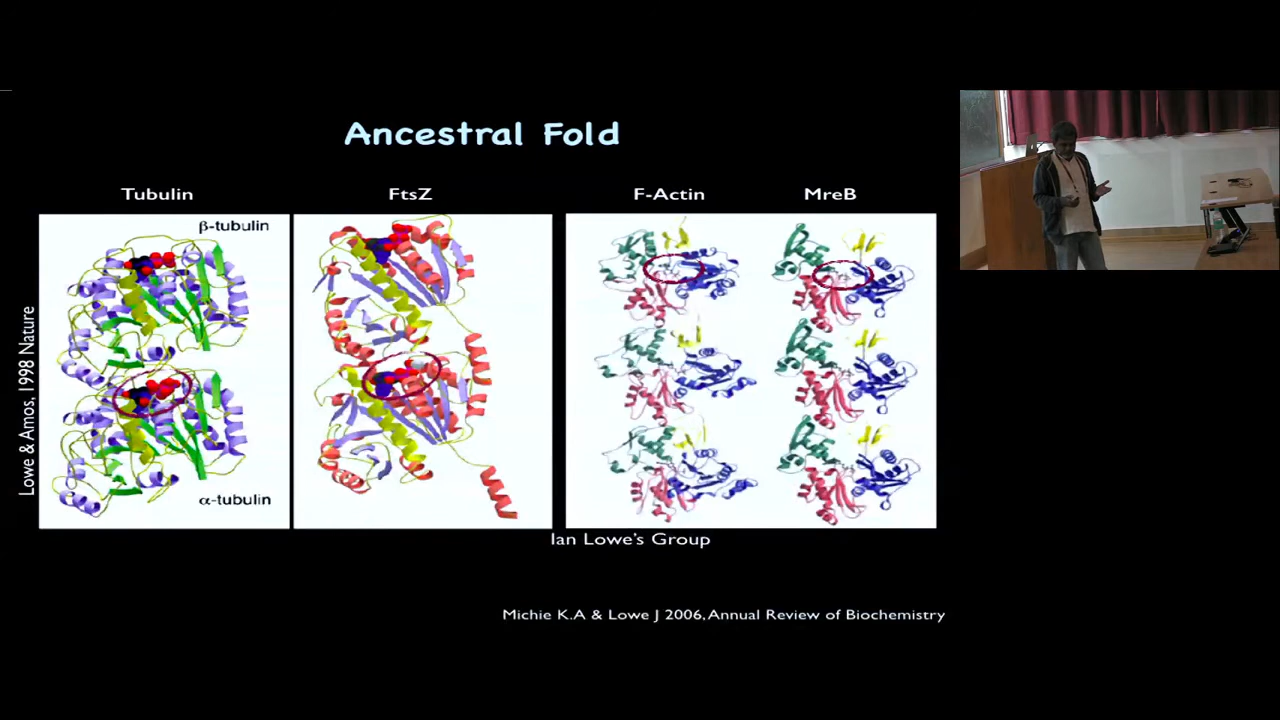 Ancestral Fold
Tubulin
FtsZ
F-Actin
MreB
β-tubulin
α-tubulin
Lowe & Amos, 1998 Nature
Ian Lowe's Group
Michie K.A & Lowe J 2006, Annual Review of Biochemistry